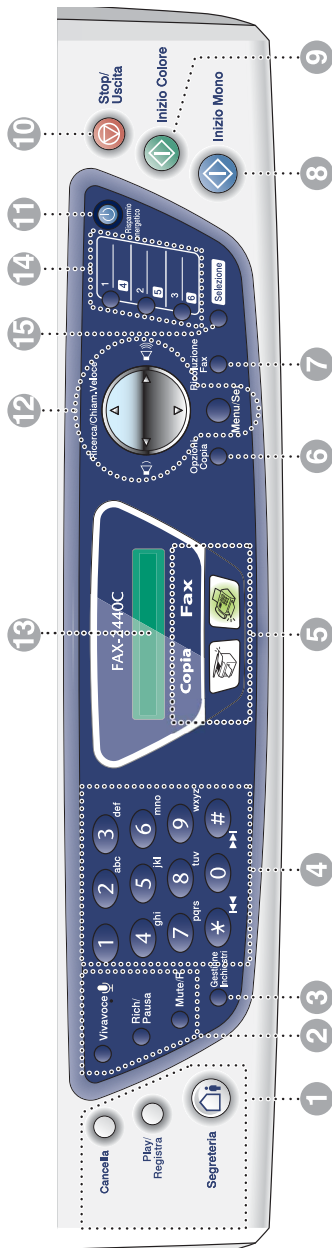 10
11
14
15
12
13
9
8
7
6
5
4
3
2
1
Stop/
Uscita
Inizio Colore
Inizio Mono
Risparmio
energetico
1
4
2
5
3
6
Selezione
Ricerca/Chiam.Veloce
Risoluzione
Fax
Menu/Set
Opzione
Copia
FAX-2440C
Copia
Fax
1
2 abc
3 def
4 ghi
5 jkl
6 mno
7 pqrs
8 tuv
9 wxyz
*
0
#
Vivavoce
Rich/
Pausa
Mute/R
Gestione
Inchiostri
Cancella
Play/
Registra
Segreteria